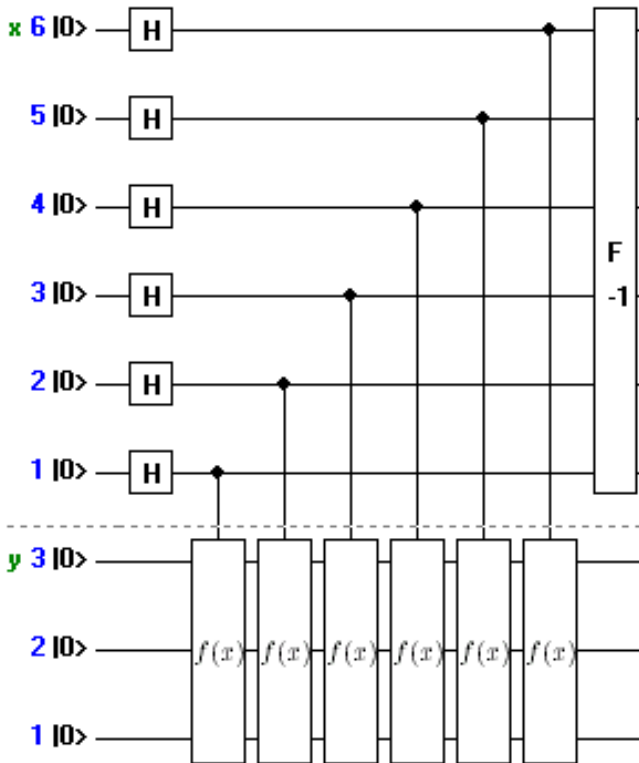 x 6 |0> H
5 |0> H
4 |0> H
F
3 |0> H -1
2 |0> H
1 |0> H
y 3 |0>
2 |0> f(x) f(x) f(x) f(x) f(x) f(x)
1 |0>